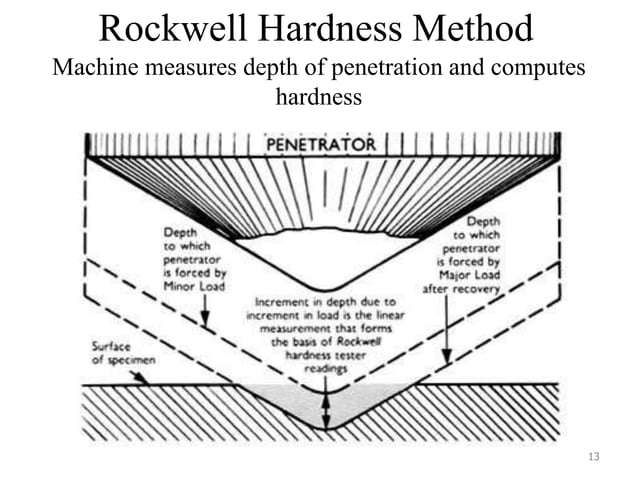 Rockwell Hardness Method
Machine measures depth of penetration and computes
hardness
PENETRATOR
Depth
to which
penetrator
is forced by
Minor Load
Depth
to which
penetrator
is forced by
Major Load
after recovery
Increment in depth due to
increment in load is the linear
measurement that forms
the basis of Rockwell
hardness tester
readings
Surface
of specimen
13